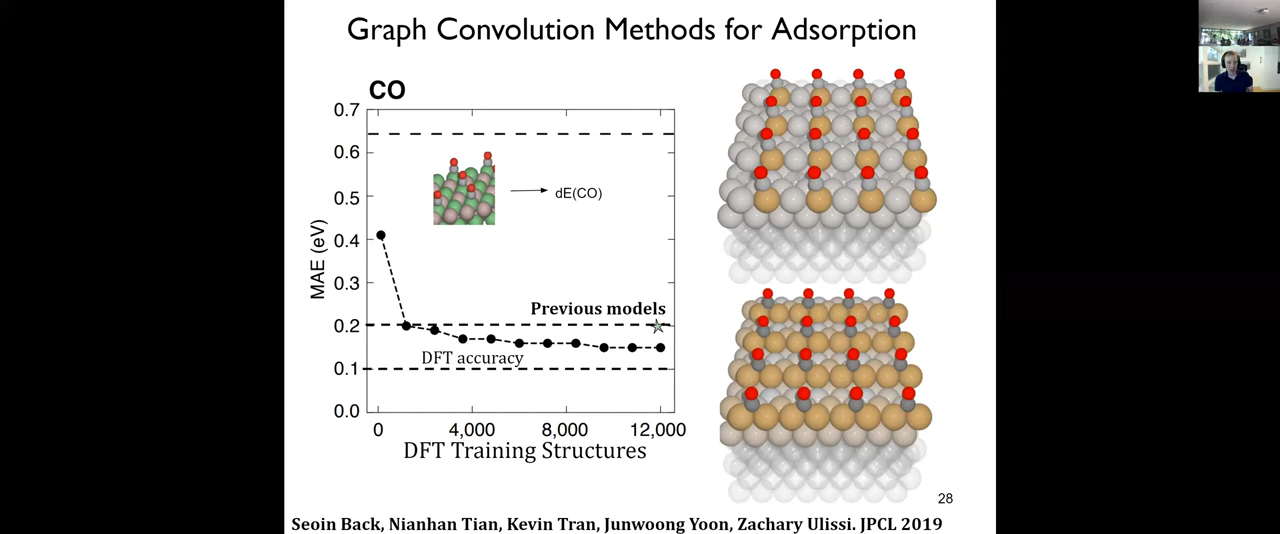 Graph Convolution Methods for Adsorption
CO
0.7
0.6
0.5
0.4
0.3
0.2
0.1
0.0
MAE (eV)
dE(CO)
Previous models
DFT accuracy
0
4,000
8,000
12,000
DFT Training Structures
28
Seoin Back, Nianhan Tian, Kevin Tran, Junwoong Yoon, Zachary Ulissi. JPCL 2019